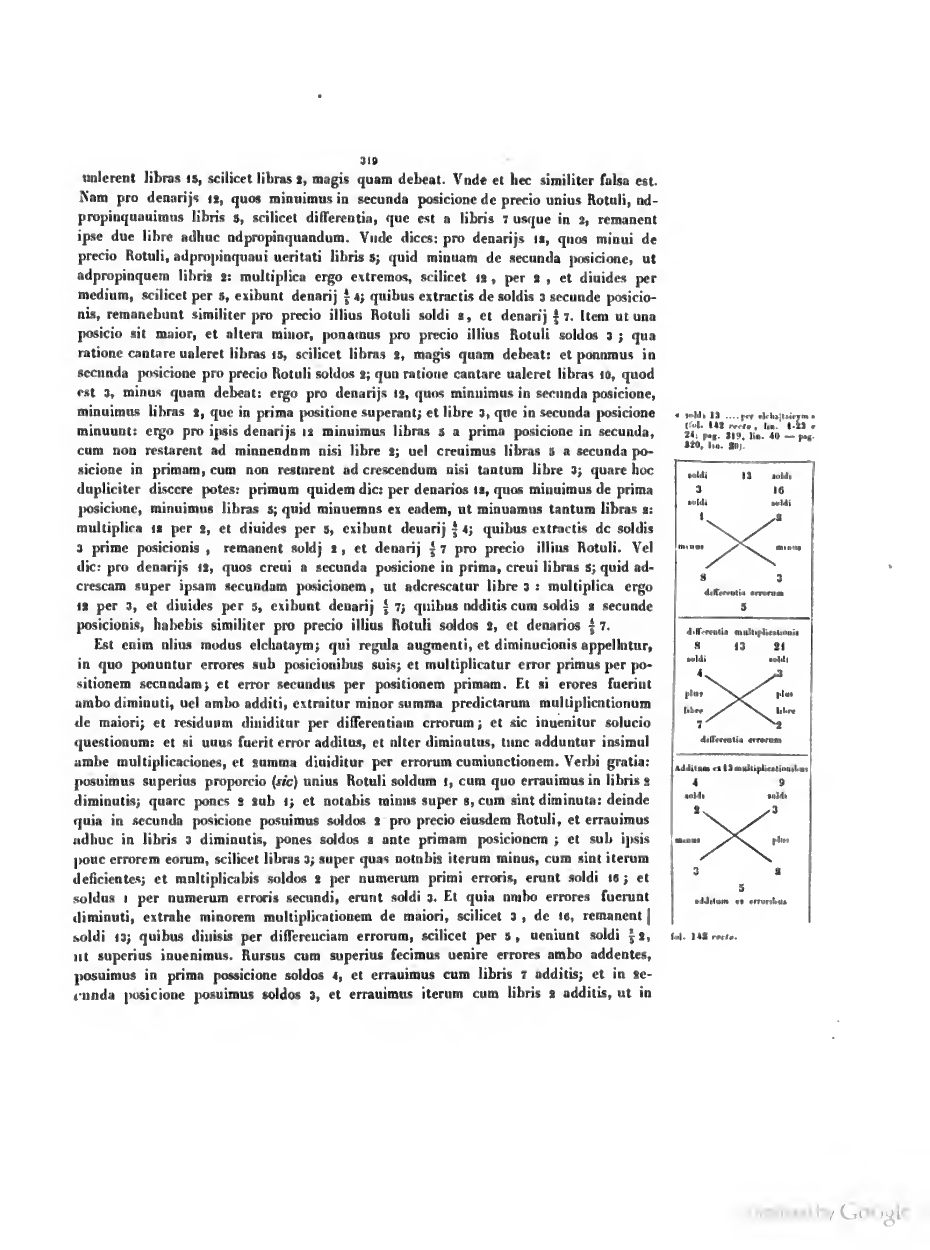 319
ualerent libras 15, scilicet libras 2, magis quam debeat. Vnde et hec similiter falsa est.
Nam pro denarijs 12, quos minuimus in secunda posicione de precio unius Rotuli, ad-
propinquauimus libris 5, scilicet differentia, que est a libris 7 usque in 2, remanent
ipse due libre adhuc adpropinquandum. Vnde dices: pro denarijs 12, quos minui de
precio Rotuli, adpropinquaui ueritati libris 5; quid minuam de secunda posicione, ut
adpropinquem libris 2: multiplica ergo extremos, scilicet 12, per 2, et diuides per
medium, scilicet per 5, exibunt denarij 4/5 4; quibus extractis de soldis 3 secunde posicio-
nis, remanebunt similiter pro precio illius Rotuli soldi 2, et denarij 1/5 7. Item ut una
posicio sit maior, et altera minor, ponamus pro precio illius Rotuli soldos 3; qua
ratione cantare ualeret libras 15, scilicet libras 2, magis quam debeat: et ponamus in
secunda posicione pro precio Rotuli soldos 2; qua ratione cantare ualeret libras 10, quod
est 3, minus quam debeat: ergo pro denarijs 12, quos minuimus in secunda posicione,
minuimus libras 2, que in prima positione superant; et libre 3, que in secunda posicione
minuunt: ergo pro ipsis denarijs 12 minuimus libras 5 a prima posicione in secunda,
cum non restarent ad minuendum nisi libre 2; uel creuimus libras 5 a secunda po-
sicione in primam, cum non restarent ad crescendum nisi tantum libre 3; quare hoc
dupliciter discere potes: primum quidem dic: per denarios 12, quos minuimus de prima
posicione, minuimus libras 5; quid minuemus ex eadem, ut minuamus tantum libras 2:
multiplica 12 per 2, et diuides per 5, exibunt deuarij 4/5 4; quibus extractis de soldis
3 prime posicionis , remanent soldj 2, et denarij 1/5 7 pro precio illius Rotuli. Vel
dic: pro denarijs 12, quos creui a secunda posicione in prima, creui libras 5; quid ad-
crescam super ipsam secundam posicionem, ut adcrescatur libre 3 : multiplica ergo
12 per 3, et diuides per 5, exibunt denarij 1/5 7; quibus additis cum soldis 2 secunde
posicionis, habebis similiter pro precio illius Rotuli soldos 2, et denarios 1/5 7.
Est enim alius modus elchataym; qui regula augmenti, et diminucionis appellatur,
in quo ponuntur errores sub posicionibus suis; et multiplicatur error primus per po-
sitionem secundam; et error secundus per positionem primam. Et si erores fuerint
ambo diminuti, uel ambo additi, extraitur minor summa predictarum multiplicationum
de maiori; et residuum diuiditur per differentiam errorum; et sic inuenitur solucio
questionum: et si unus fuerit error additus, et alter diminutus, tunc adduntur insimul
ambe multiplicaciones, et summa diuiditur per errorum cumiunctionem. Verbi gratia:
posuimus superius proporcio (sic) unius Rotuli soldum 1, cum quo errauimus in libris 8
diminutis; quare pones 8 sub 1; et notabis minus super 8, cum sint diminuta: deinde
quia in secunda posicione posuimus soldos 2 pro precio eiusdem Rotuli, et errauimus
adhuc in libris 3 diminutis, pones soldos 2 ante primam posicionem ; et sub ipsis
pone errorem eorum, scilicet libras 3; super quas notabis iterum minus, cum sint iterum
deficientes; et multiplicabis soldos 2 per numerum primi erroris, erunt soldi 16; et
soldus 1 per numerum erroris secundi, erunt soldi 3. Et quia ambo errores fuerunt
diminuti, extrahe minorem multiplicationem de maiori, scilicet 3, de 16, remanent |
soldi 13; quibus diuisis per differenciam errorum, scilicet per 5, ueniunt soldi 3/5 2,
ut superius inuenimus. Rursus cum superius fecimus uenire errores ambo addentes,
posuimus in prima possicione soldos 4, et errauimus cum libris 7 additis; et in se-
cunda posicione posuimus soldos 3, et errauimus iterum cum libris 2 additis, ut in
« soldi 13 .... per elcha|taieym »
(fol. 142 recto, lin. 1-23 e
24; pag. 319, lin. 40 — pag.
320, lin. 20).
soldi 13 soldi
3 16
soldi soldi
1 2
minus minus
8 3
differentia errorum
5
differentia multiplicationis
8 13 21
soldi soldi
4 3
plus plus
libre libre
7 2
differentia errorum
Additum ex 13 multiplicationibus
4 9
soldi soldi
2 3
minus plus
3 2
5
additum ex erroribus
fol. 142 recto.
Digitized by Google